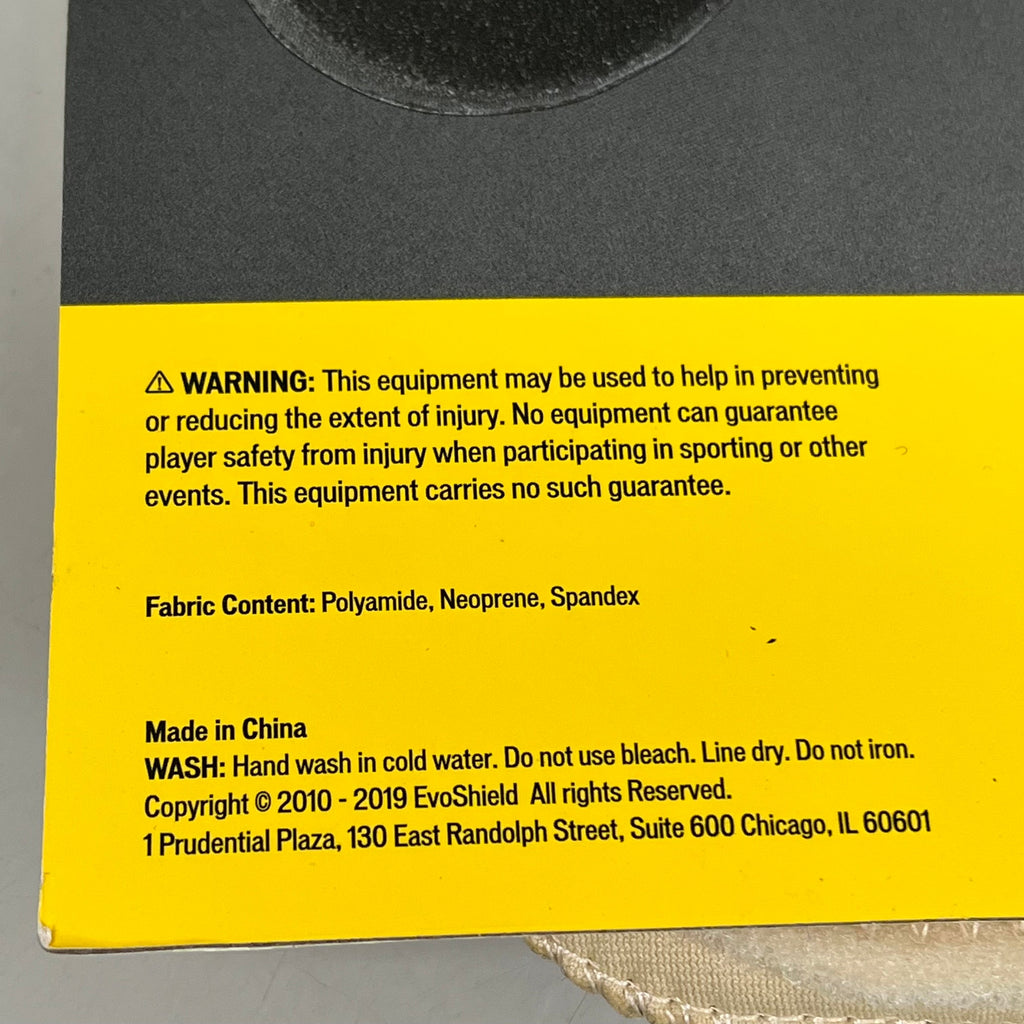 ⚠ WARNING: This equipment may be used to help in preventing
or reducing the extent of injury. No equipment can guarantee
player safety from injury when participating in sporting or other
events. This equipment carries no such guarantee.
Fabric Content: Polyamide, Neoprene, Spandex
Made in China
WASH: Hand wash in cold water. Do not use bleach. Line dry. Do not iron.
Copyright © 2010 - 2019 EvoShield All rights Reserved.
1 Prudential Plaza, 130 East Randolph Street, Suite 600 Chicago, IL 60601